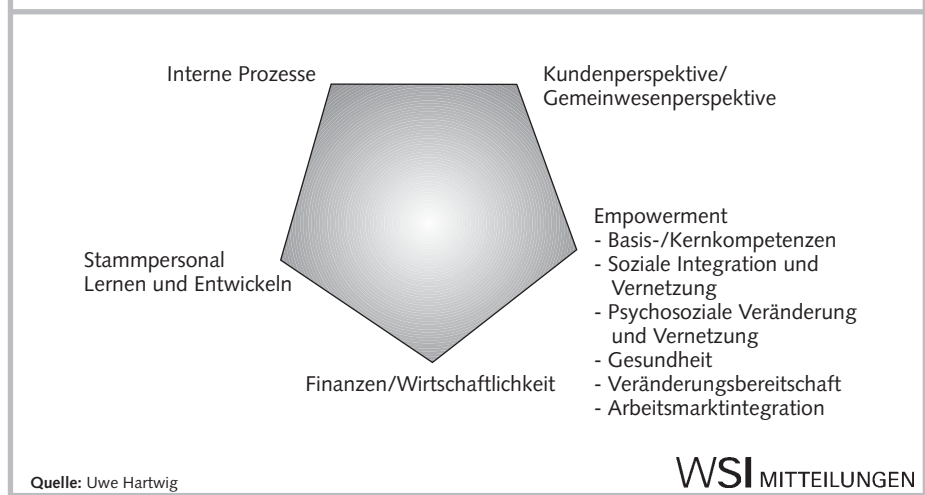 Interne Prozesse
Kundenperspektive/
Gemeinwesenperspektive
Empowerment
- Basis-/Kernkompetenzen
- Soziale Integration und
Vernetzung
- Psychosoziale Veränderung
und Vernetzung
- Gesundheit
- Veränderungsbereitschaft
- Arbeitsmarktintegration
Stammpersonal
Lernen und Entwickeln
Finanzen/Wirtschaftlichkeit
Quelle: Uwe Hartwig
WSI MITTEILUNGEN